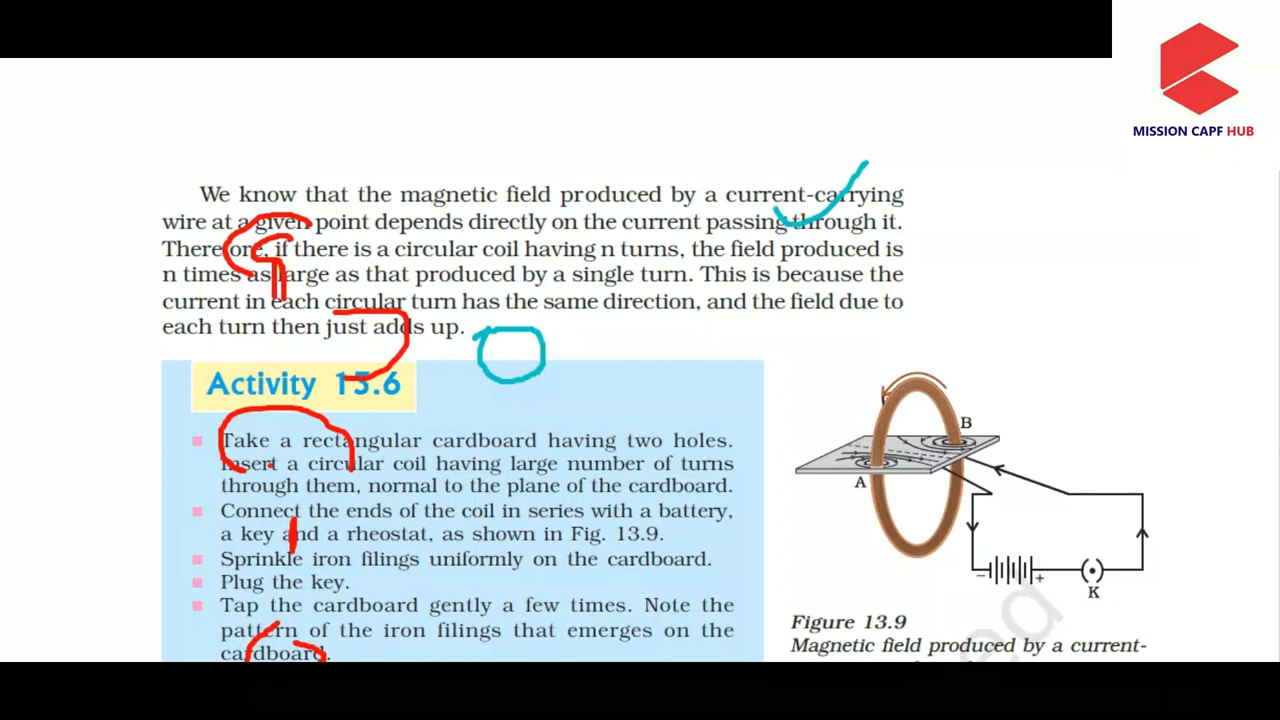 MISSION CAPF HUB
We know that the magnetic field produced by a current-carrying
wire at a given point depends directly on the current passing through it.
Therefore, if there is a circular coil having n turns, the field produced is
n times as large as that produced by a single turn. This is because the
current in each circular turn has the same direction, and the field due to
each turn then just adds up.
Activity 13.6
Take a rectangular cardboard having two holes.
Insert a circular coil having large number of turns
through them, normal to the plane of the cardboard.
Connect the ends of the coil in series with a battery,
a key and a rheostat, as shown in Fig. 13.9.
Sprinkle iron filings uniformly on the cardboard.
Plug the key.
Tap the cardboard gently a few times. Note the
pattern of the iron filings that emerges on the
cardboard.
B
A
− +
K
Figure 13.9
Magnetic field produced by a current-